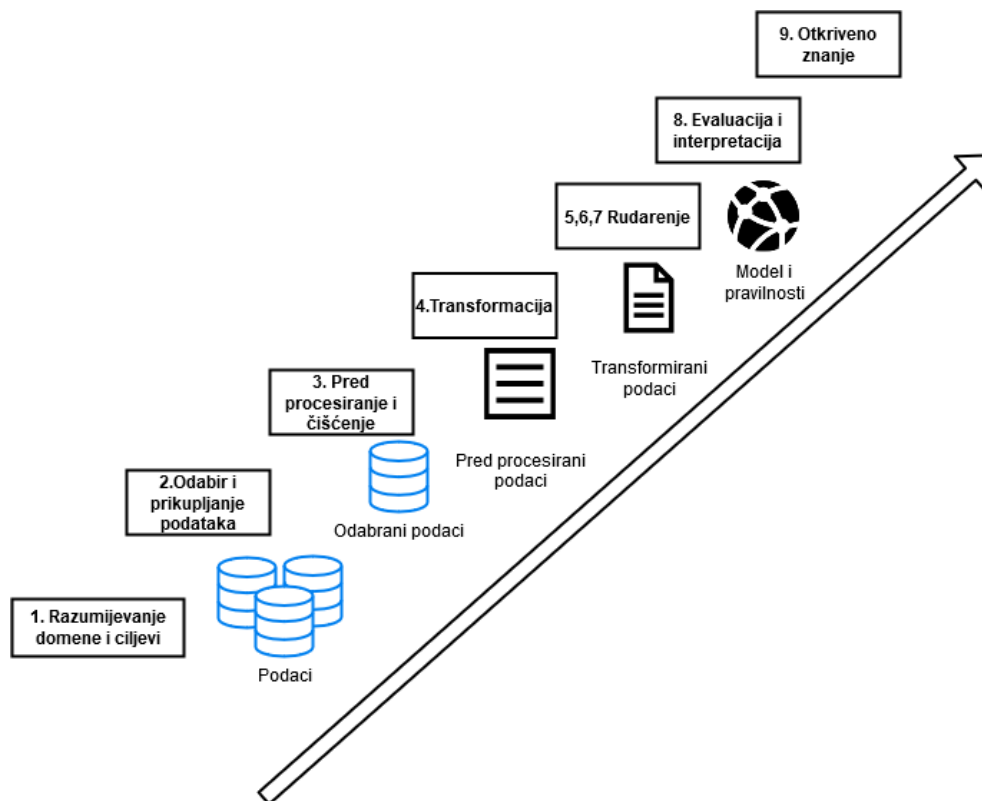 9. Otkriveno
znanje
8. Evaluacija i
interpretacija
5,6,7 Rudarenje
Model i
pravilnosti
4.Transformacija
Transformirani
podaci
3. Pred
procesiranje i
čišćenje
Pred procesirani
podaci
2.Odabir i
prikupljanje
podataka
Odabrani podaci
1. Razumijevanje
domene i ciljevi
Podaci